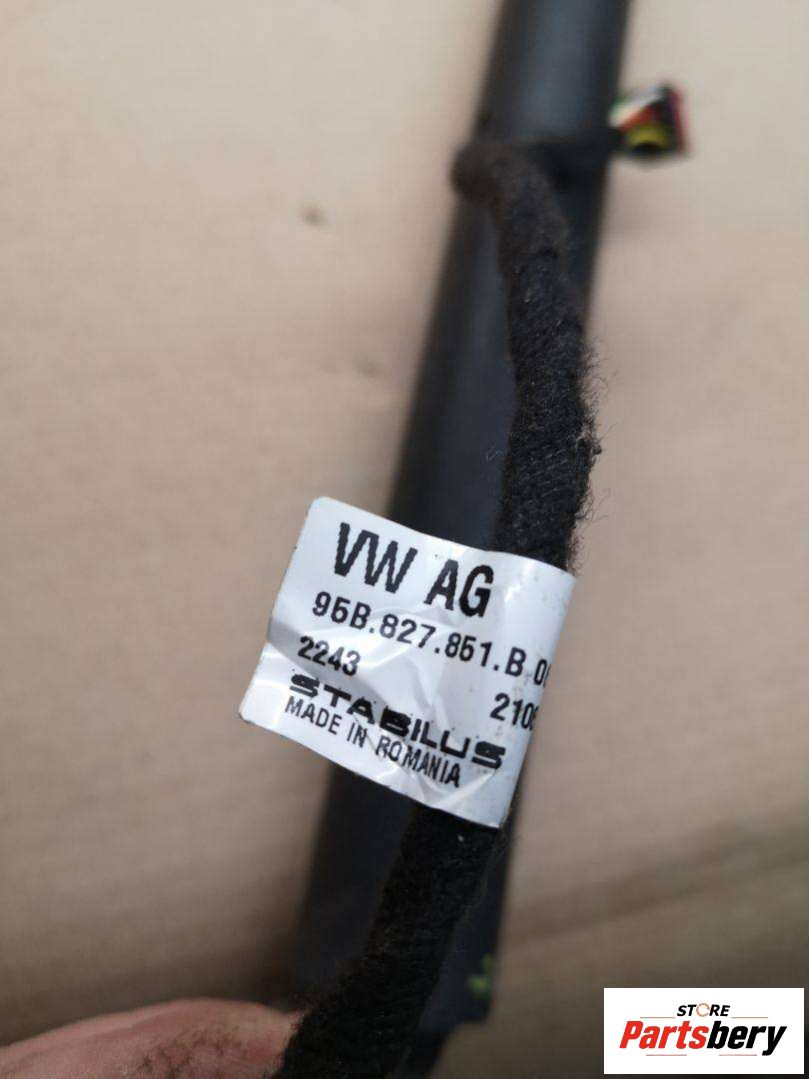 VW AG
95B.827.851.B
2243
STABILUS
MADE IN ROMANIA
STORE
Partsbery